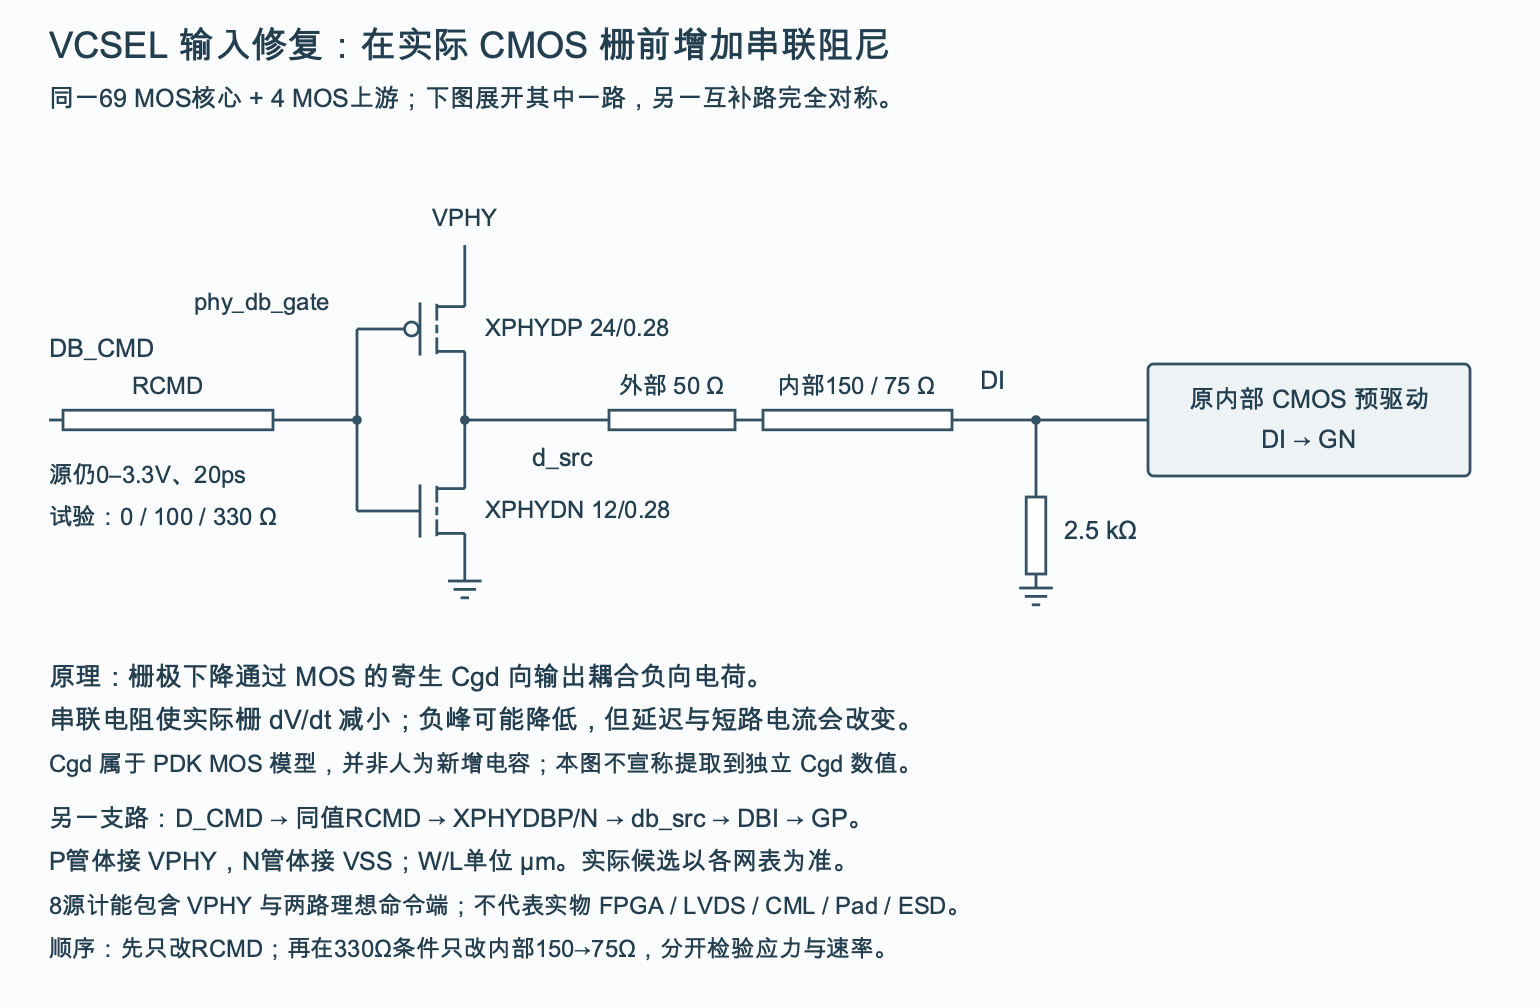 VCSEL 输入修复：在实际 CMOS 栅前增加串联阻尼
同一69 MOS核心 + 4 MOS上游；下图展开其中一路，另一互补路完全对称。
VPHY
phy_db_gate
XPHYDP 24/0.28
DB_CMD
RCMD
外部 50 Ω
内部150 / 75 Ω
DI
原内部 CMOS 预驱动
DI → GN
d_src
源仍0–3.3V、20ps
试验：0 / 100 / 330 Ω
XPHYDN 12/0.28
2.5 kΩ
原理：栅极下降通过 MOS 的寄生 Cgd 向输出耦合负向电荷。
串联电阻使实际栅 dV/dt 减小；负峰可能降低，但延迟与短路电流会改变。
Cgd 属于 PDK MOS 模型，并非人为新增电容；本图不宣称提取到独立 Cgd 数值。
另一支路：D_CMD → 同值RCMD → XPHYDBP/N → db_src → DBI → GP。
P管体接 VPHY，N管体接 VSS；W/L单位 μm。实际候选以各网表为准。
8源计能包含 VPHY 与两路理想命令端；不代表实物 FPGA / LVDS / CML / Pad / ESD。
顺序：先只改RCMD；再在330Ω条件只改内部150→75Ω，分开检验应力与速率。